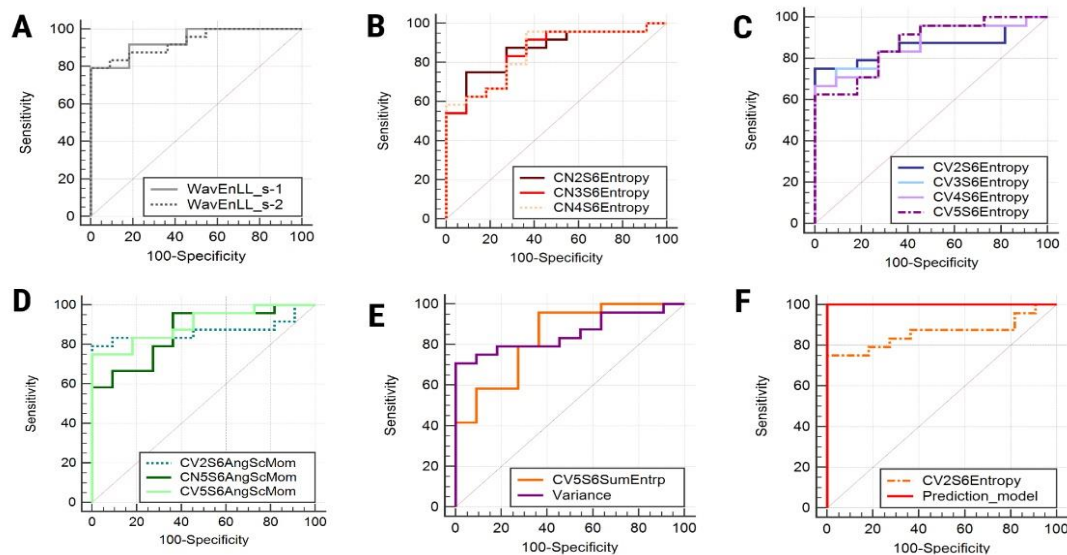 A
100
80
60
40
20
0
Sensitivity
WavEnLL_s-1
WavEnLL_s-2
0 20 40 60 80 100
100-Specificity
B
100
80
60
40
20
0
Sensitivity
CN2S6Entropy
CN3S6Entropy
CN4S6Entropy
0 20 40 60 80 100
100-Specificity
C
100
80
60
40
20
0
Sensitivity
CV2S6Entropy
CV3S6Entropy
CV4S6Entropy
CV5S6Entropy
0 20 40 60 80 100
100-Specificity
D
100
80
60
40
20
0
Sensitivity
CV2S6AngScMom
CN5S6AngScMom
CV5S6AngScMom
0 20 40 60 80 100
100-Specificity
E
100
80
60
40
20
0
Sensitivity
CV5S6SumEntrp
Variance
0 20 40 60 80 100
100-Specificity
F
100
80
60
40
20
0
Sensitivity
CV2S6Entropy
Prediction_model
0 20 40 60 80 100
100-Specificity